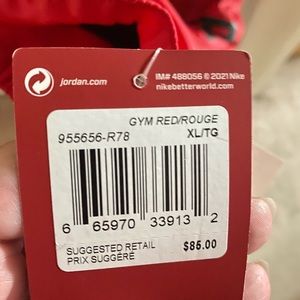 jordan.com
IM# 488056 © 2021 Nike
nikebetterworld.com
GYM RED/ROUGE
955656-R78 XL/TG
6 65970 33913 2
SUGGESTED RETAIL
PRIX SUGGÉRÉ $85.00